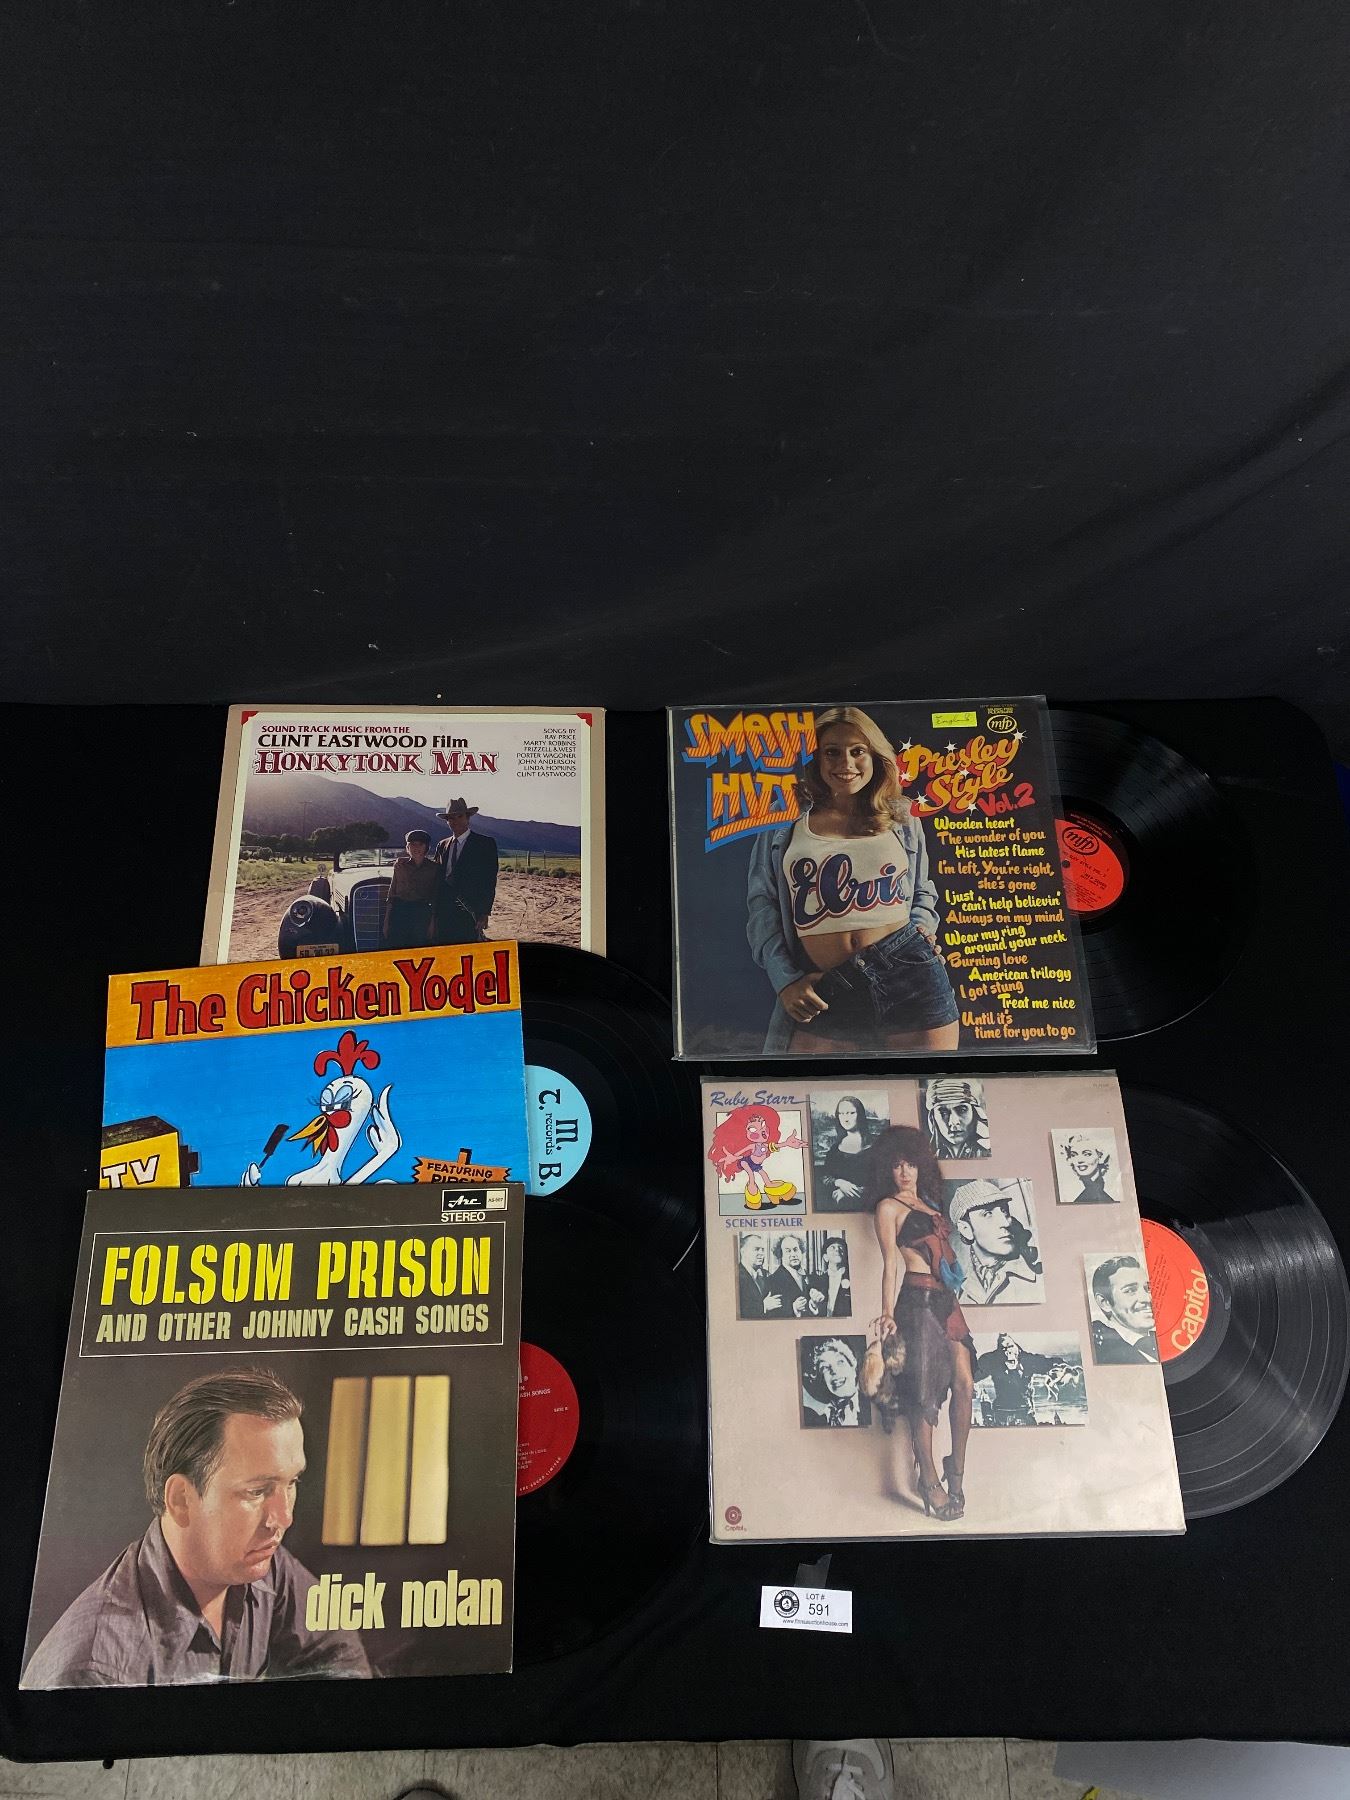 SOUND TRACK MUSIC FROM THE
CLINT EASTWOOD Film
HONKYTONK MAN
SONGS BY
RAY PRICE
MARTY ROBBINS
FRIZZELL & WEST
PORTER WAGONER
JOHN ANDERSON
LINDA HOPKINS
CLINT EASTWOOD
The Chicken Yodel
TV
FEATURING
T. M. B.
records
Arc
STEREO
FOLSOM PRISON
AND OTHER JOHNNY CASH SONGS
dick nolan
SMASH
HITS
England
mfp
Presley
Style
Vol.2
Elvis
Wooden heart
The wonder of you
His latest flame
I'm left, You're right,
she's gone
I just
can't help believin'
Always on my mind
Wear my ring
around your neck
Burning love
American trilogy
I got stung
Treat me nice
Until it's
time for you to go
mfp
Ruby Starr
SCENE STEALER
Capitol
Capitol
LOT #
591
www.finnsauctionhouse.com